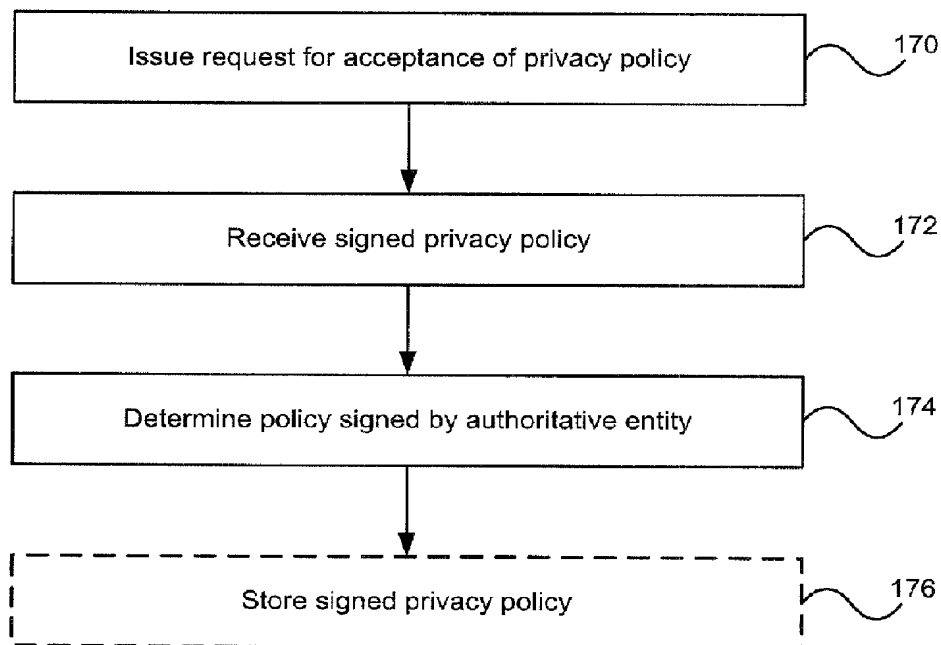 Issue request for acceptance of privacy policy
170
Receive signed privacy policy
172
Determine policy signed by authoritative entity
174
Store signed privacy policy
176